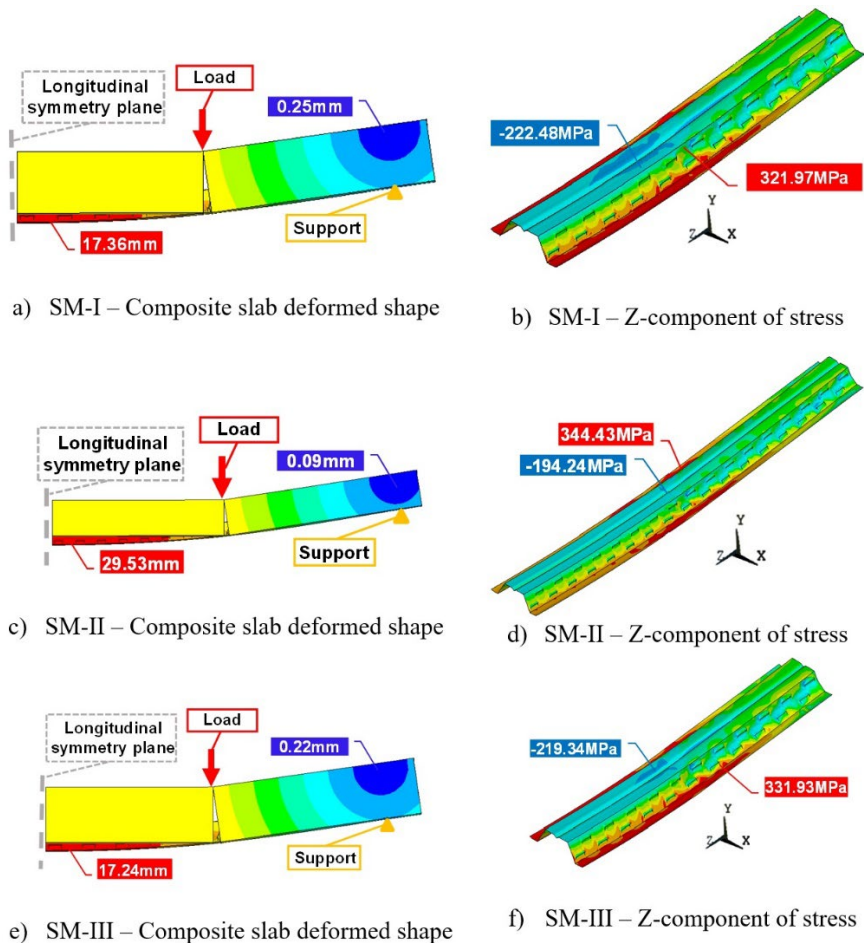 Longitudinal
symmetry plane
Load
0.25mm
Support
17.36mm
a) SM-I – Composite slab deformed shape
-222.48MPa
321.97MPa
Y
Z
X
b) SM-I – Z-component of stress
Longitudinal
symmetry plane
Load
0.09mm
Support
29.53mm
c) SM-II – Composite slab deformed shape
344.43MPa
-194.24MPa
Y
Z
X
d) SM-II – Z-component of stress
Longitudinal
symmetry plane
Load
0.22mm
Support
17.24mm
e) SM-III – Composite slab deformed shape
-219.34MPa
331.93MPa
Y
Z
X
f) SM-III – Z-component of stress